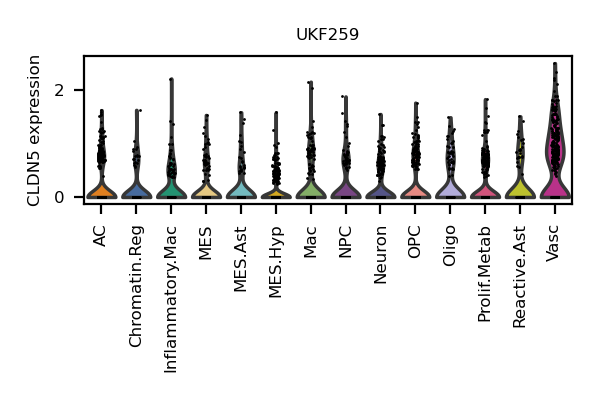 UKF259
CLDN5 expression
2
0
AC
Chromatin.Reg
Inflammatory.Mac
MES
MES.Ast
MES.Hyp
Mac
NPC
Neuron
OPC
Oligo
Prolif.Metab
Reactive.Ast
Vasc